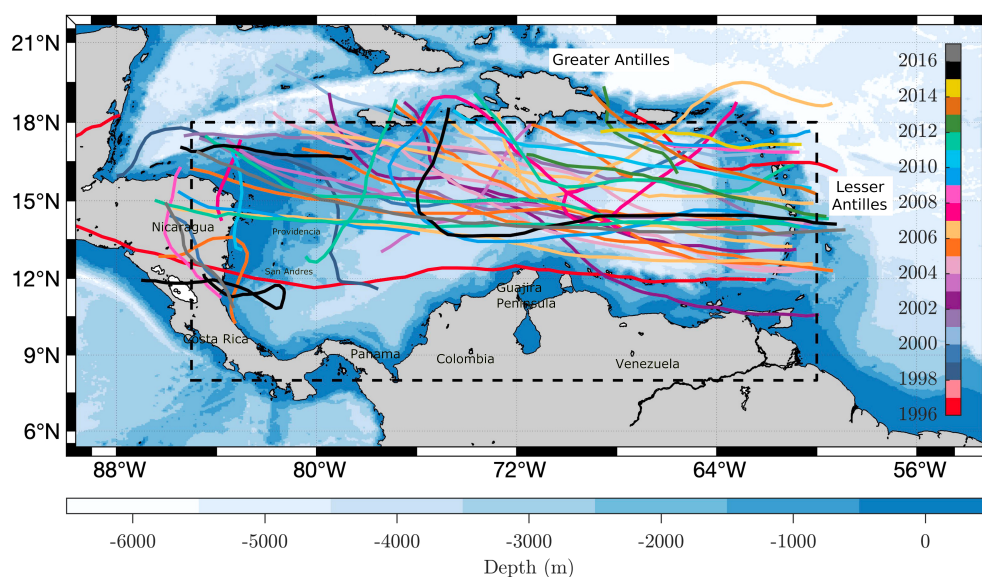 21°N
18°N
15°N
12°N
9°N
6°N
88°W
80°W
72°W
64°W
56°W
Greater Antilles
Lesser
Antilles
Nicaragua
Providencia
San Andres
Guajira
Peninsula
Costa Rica
Panama
Colombia
Venezuela
2016
2014
2012
2010
2008
2006
2004
2002
2000
1998
1996
-6000
-5000
-4000
-3000
-2000
-1000
0
Depth (m)